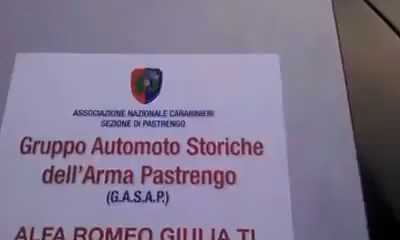 ASSOCIAZIONE NAZIONALE CARABINIERI
SEZIONE DI PASTRENGO
Gruppo Automoto Storiche
dell'Arma Pastrengo
(G.A.S.A.P.)
ALFA ROMEO GIULIA TI